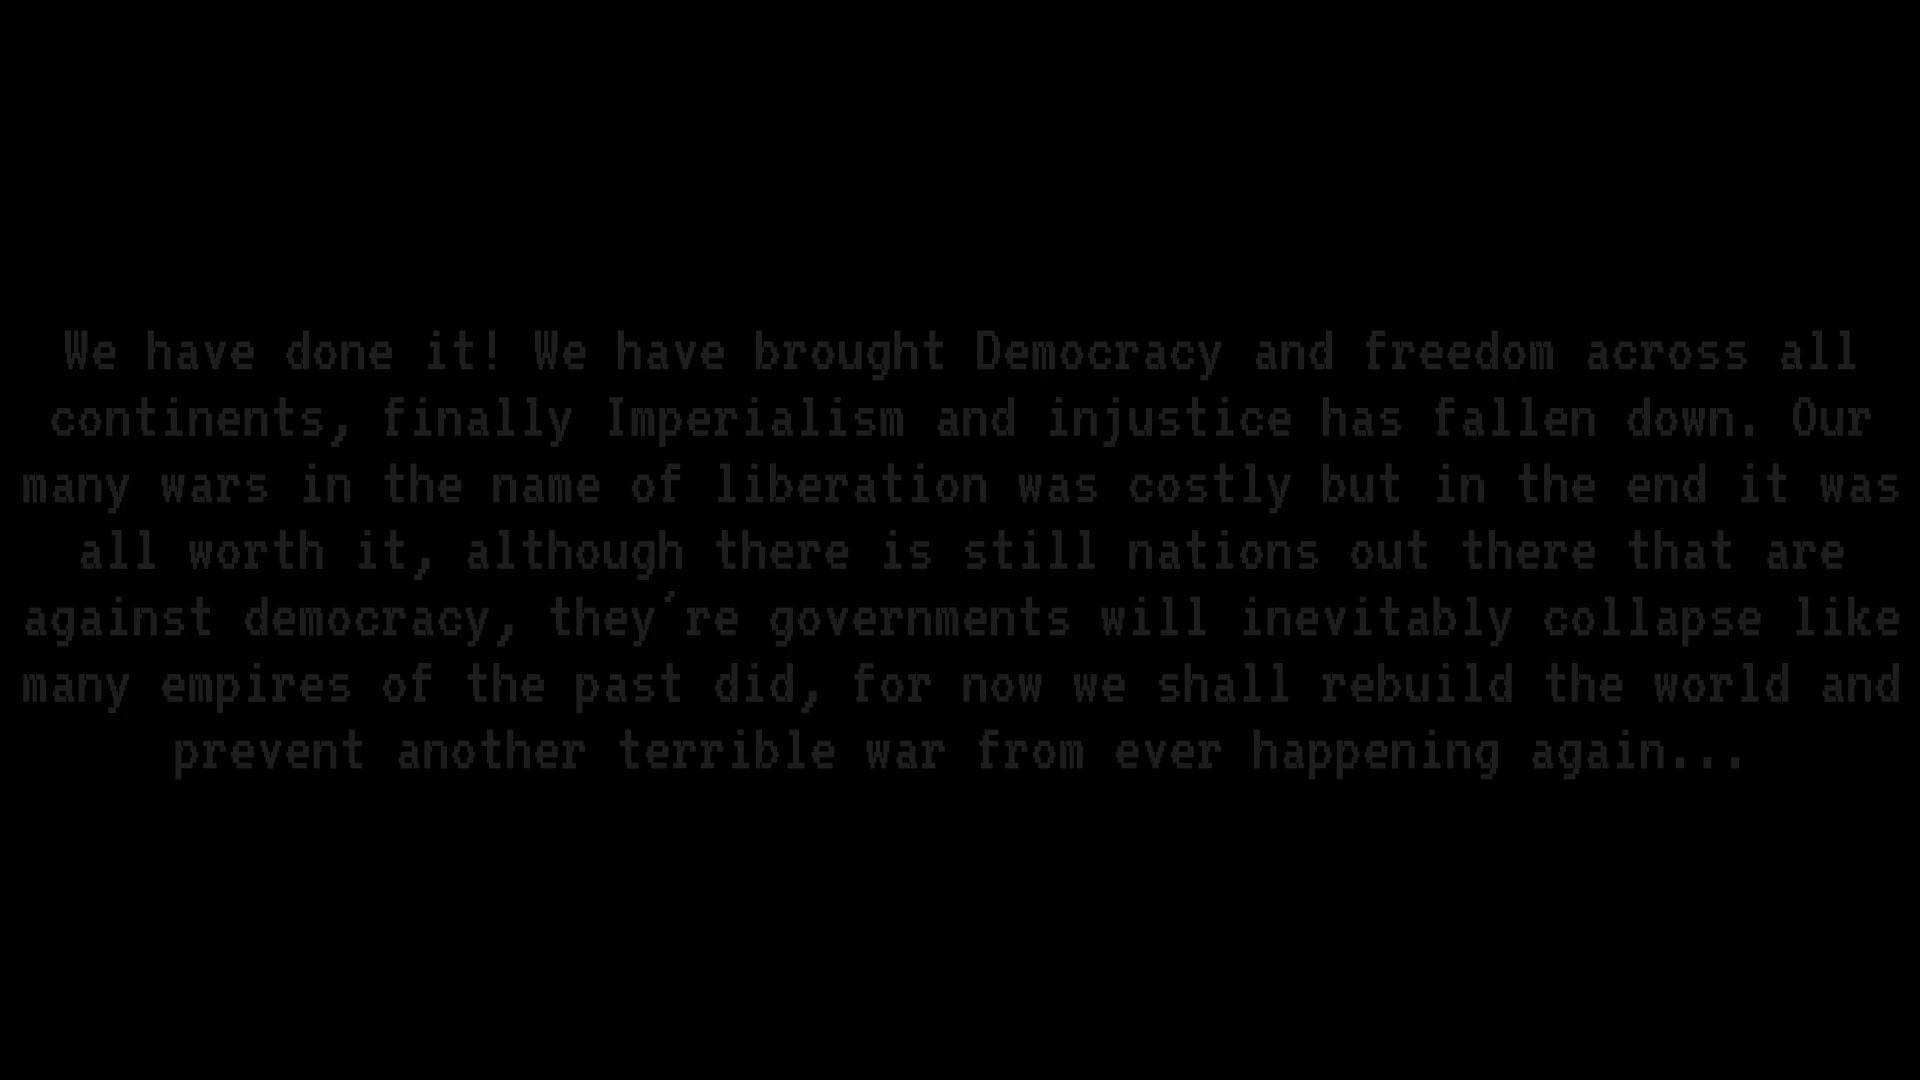 We have done it! We have brought Democracy and freedom across all
continents, finally Imperialism and injustice has fallen down. Our
many wars in the name of liberation was costly but in the end it was
all worth it, although there is still nations out there that are
against democracy, they´re governments will inevitably collapse like
many empires of the past did, for now we shall rebuild the world and
prevent another terrible war from ever happening again...